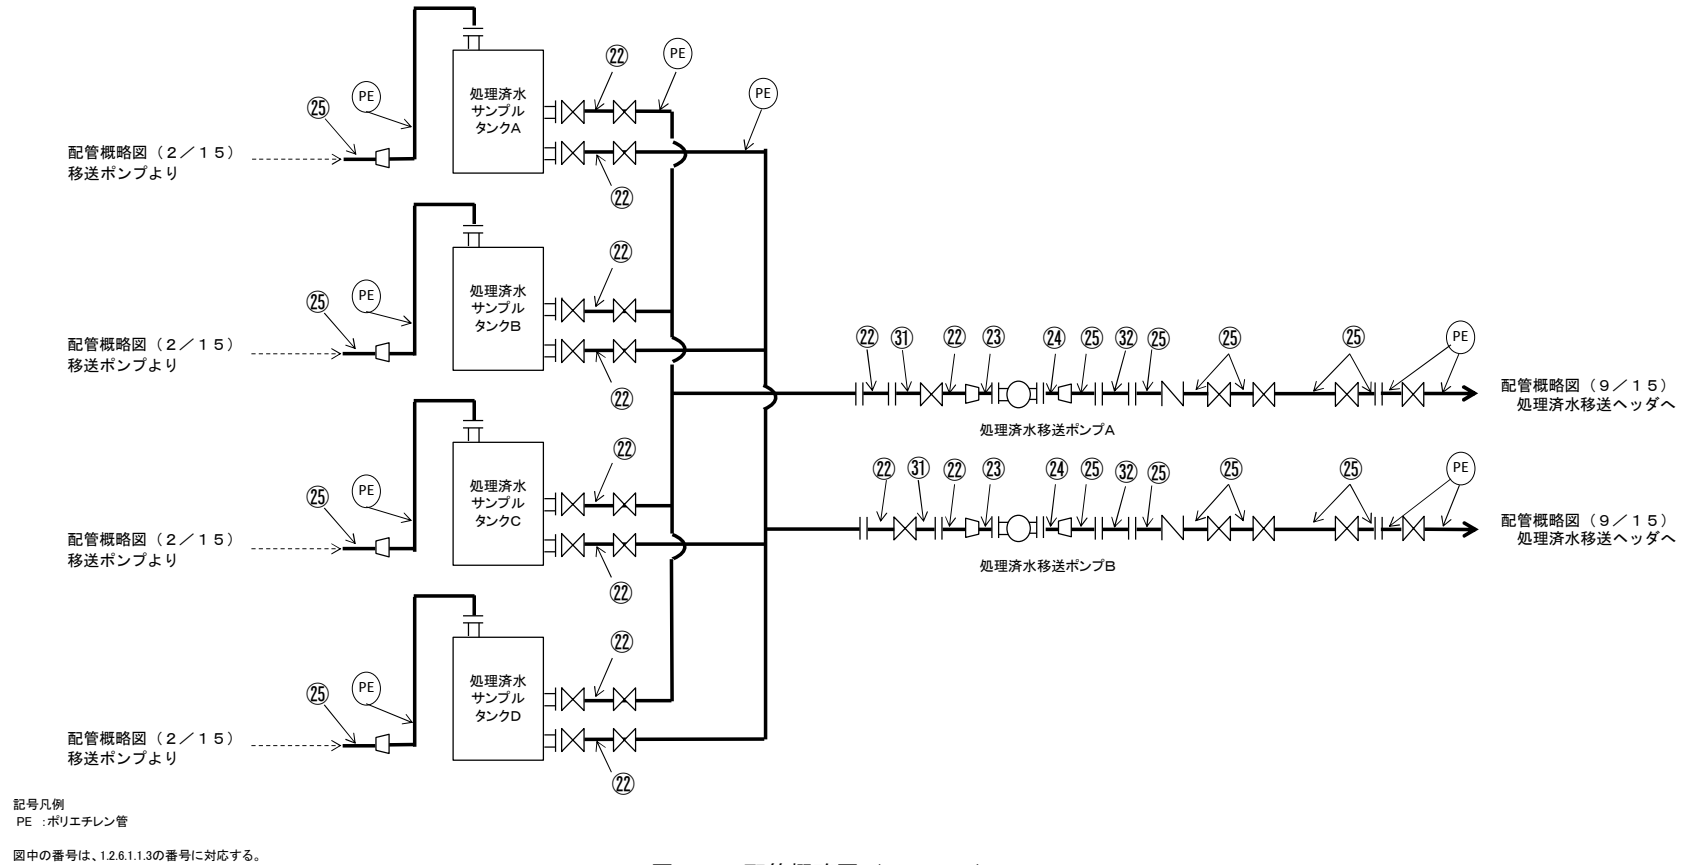 ㉒
PE
PE
PE
㉕
処理済水
サンプル
タンクA
配管概略図（２／１５）
移送ポンプより
㉒
㉒
PE
㉕
処理済水
サンプル
タンクB
配管概略図（２／１５）
移送ポンプより
㉒
㉒
㉛
㉒
㉓
㉔
㉕
㉜
㉕
㉕
㉕
PE
配管概略図（９／１５）
処理済水移送ヘッダへ
処理済水移送ポンプA
㉒
㉛
㉒
㉓
㉔
㉕
㉜
㉕
㉕
㉕
PE
配管概略図（９／１５）
処理済水移送ヘッダへ
処理済水移送ポンプB
㉒
PE
㉕
処理済水
サンプル
タンクC
配管概略図（２／１５）
移送ポンプより
㉒
㉒
PE
㉕
処理済水
サンプル
タンクD
配管概略図（２／１５）
移送ポンプより
㉒
記号凡例
PE ：ポリエチレン管
図中の番号は、1.2.6.1.1.3の番号に対応する。